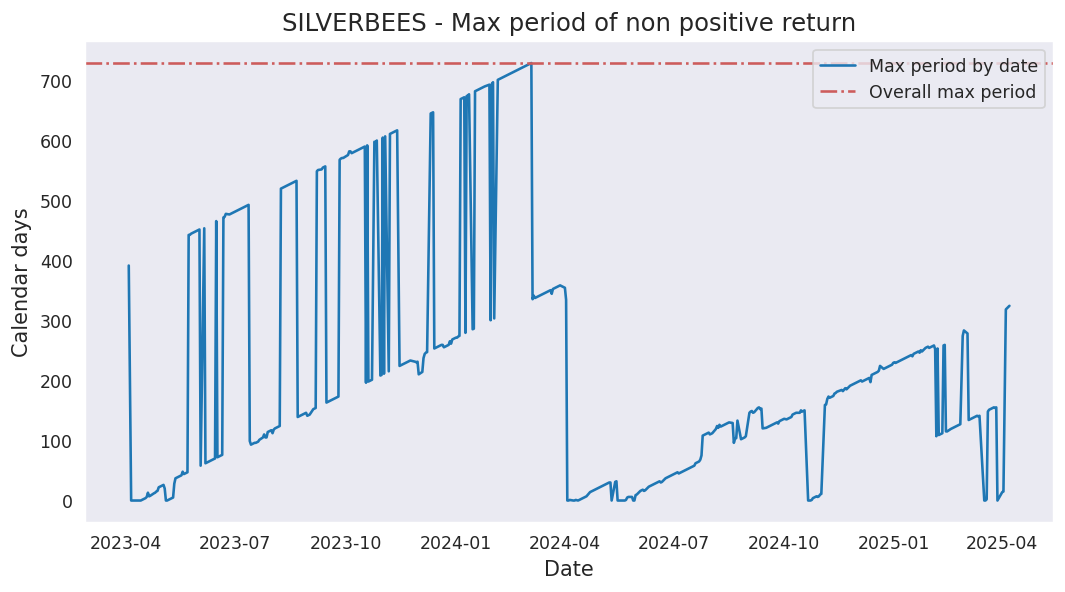 SILVERBEES - Max period of non positive return
Max period by date
Overall max period
Calendar days
700
600
500
400
300
200
100
0
2023-04 2023-07 2023-10 2024-01 2024-04 2024-07 2024-10 2025-01 2025-04
Date